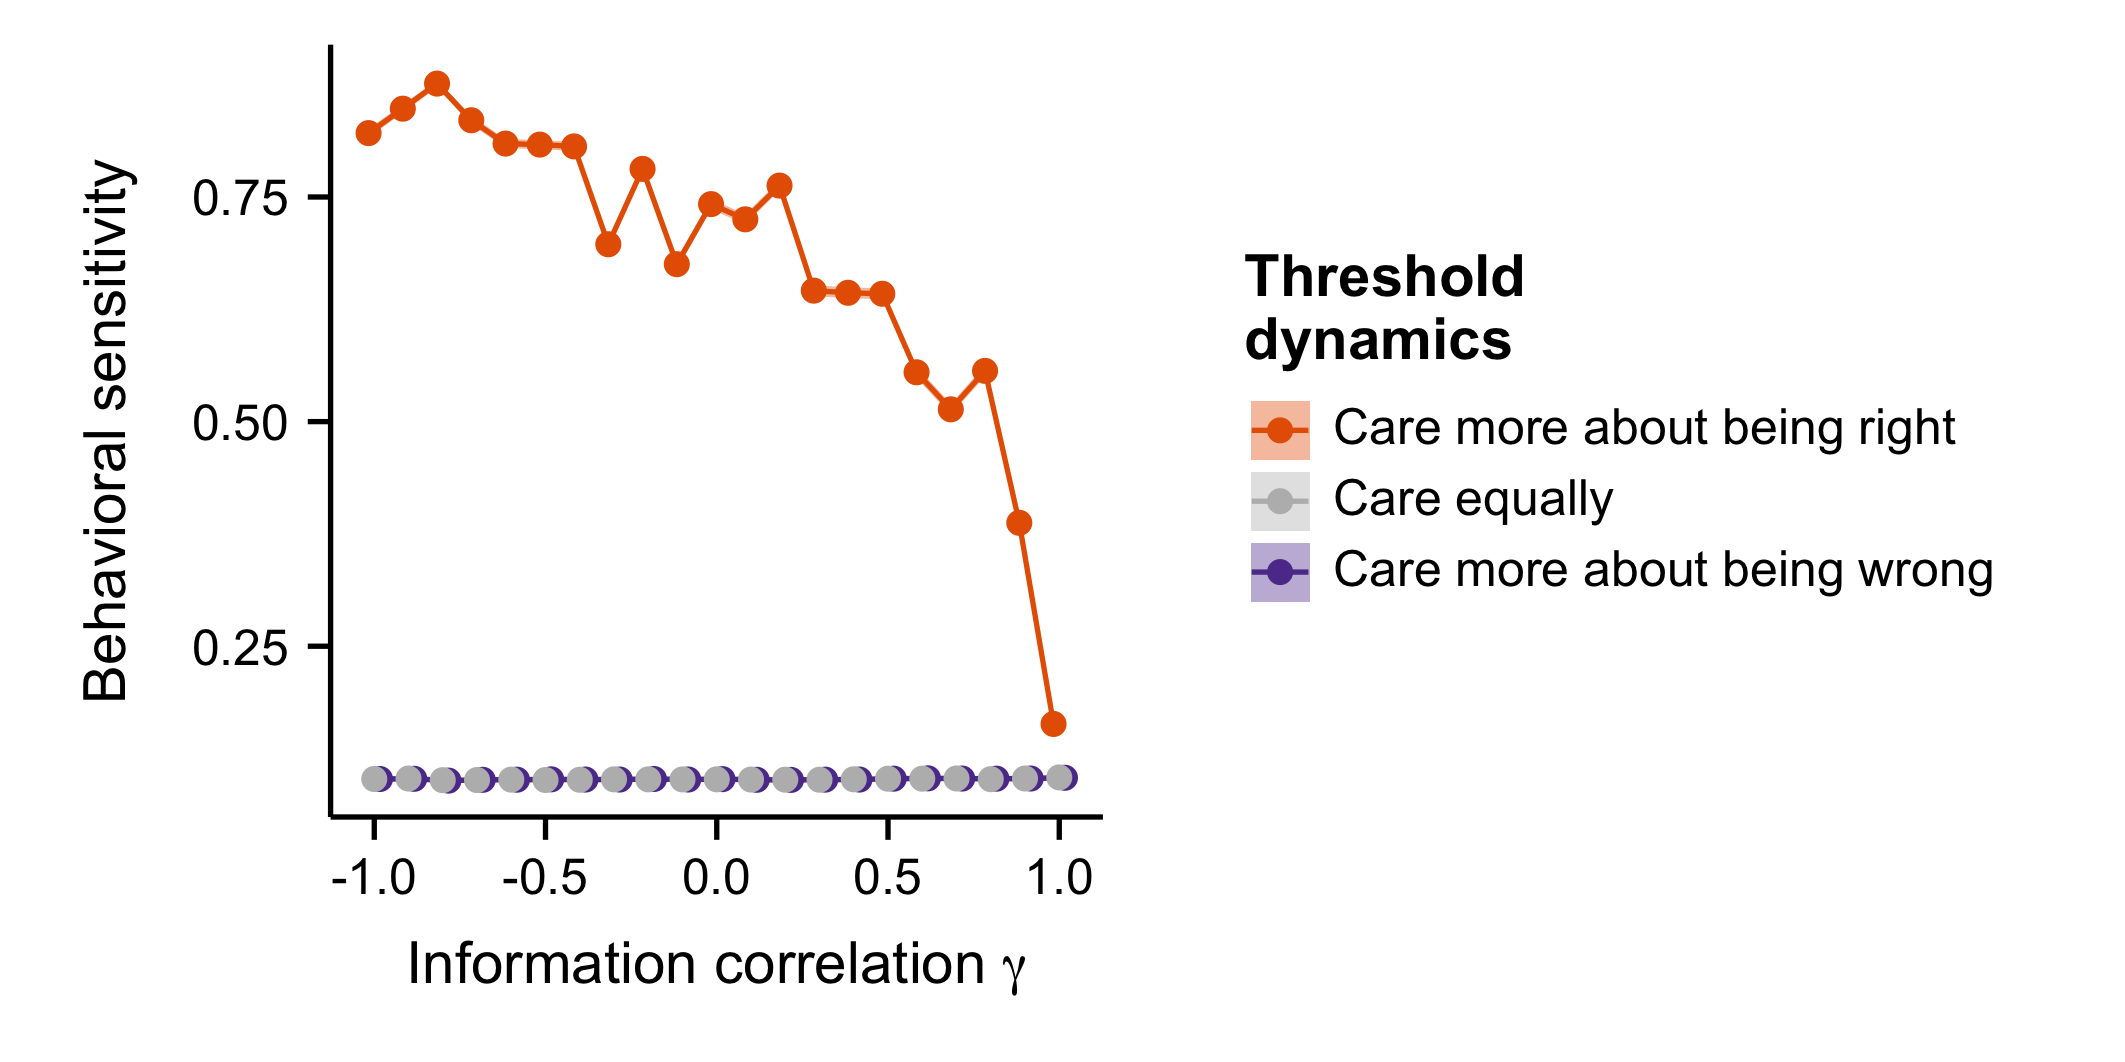 Behavioral sensitivity
0.75
0.50
0.25
-1.0
-0.5
0.0
0.5
1.0
Information correlation γ
Threshold
dynamics
Care more about being right
Care equally
Care more about being wrong